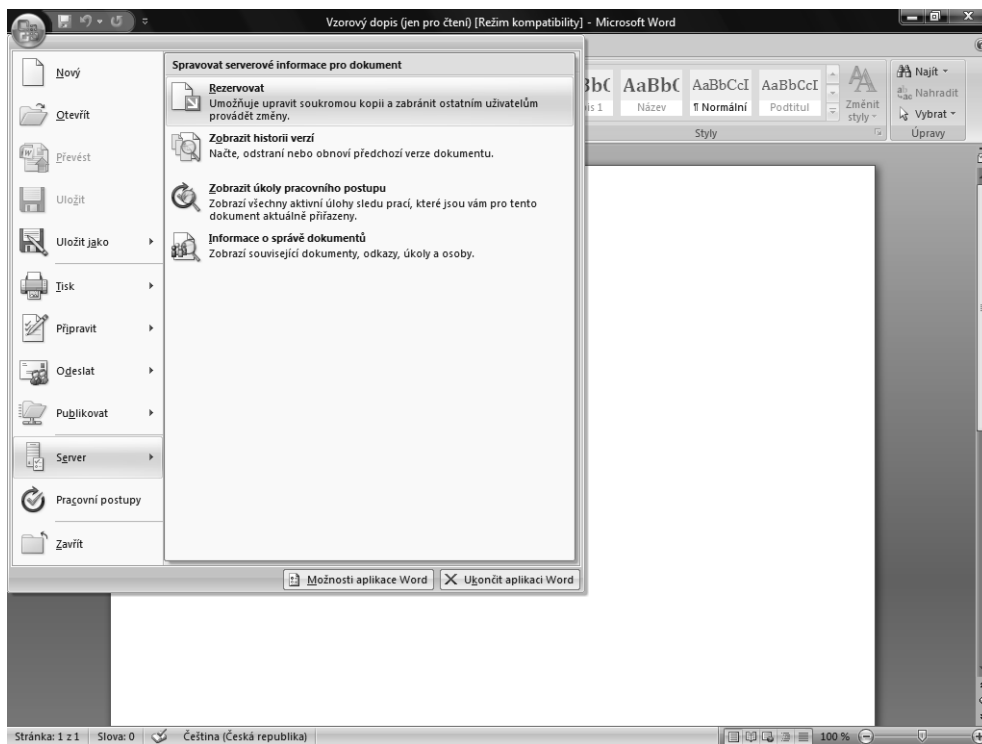 Vzorový dopis (jen pro čtení) [Režim kompatibility] - Microsoft Word
Nový
Otevřít
Převést
Uložit
Uložit jako
Tisk
Připravit
Odeslat
Publikovat
Server
Pracovní postupy
Zavřít
Spravovat serverové informace pro dokument
Rezervovat
Umožňuje upravit soukromou kopii a zabránit ostatním uživatelům
provádět změny.
Zobrazit historii verzí
Načte, odstraní nebo obnoví předchozí verze dokumentu.
Zobrazit úkoly pracovního postupu
Zobrazí všechny aktivní úlohy sledu prací, které jsou vám pro tento
dokument aktuálně přiřazeny.
Informace o správě dokumentů
Zobrazí související dokumenty, odkazy, úkoly a osoby.
Možnosti aplikace Word
Ukončit aplikaci Word
AaBbC AaBbCcI AaBbCcI
is 1 Název ¶ Normální Podtitul
Změnit
styly
Styly
Najít
Nahradit
Vybrat
Úpravy
Stránka: 1 z 1 Slova: 0 Čeština (Česká republika) 100 %